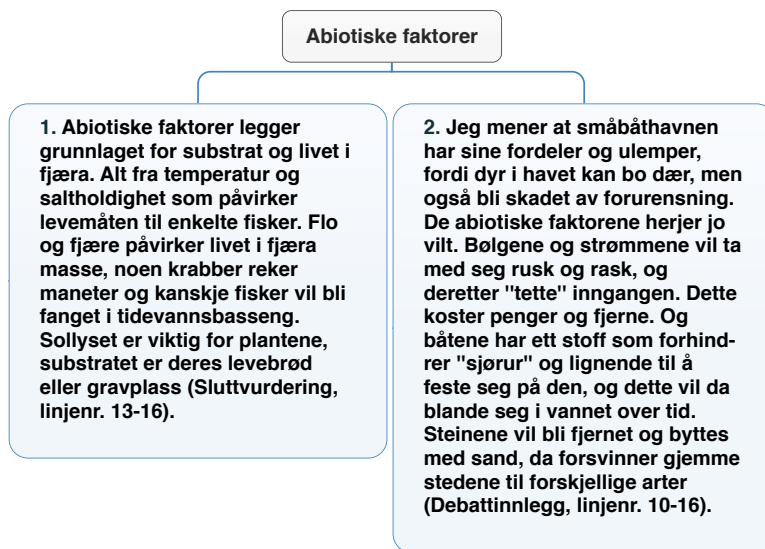 Abiotiske faktorer
1. Abiotiske faktorer legger
grunnlaget for substrat og livet i
fjæra. Alt fra temperatur og
saltholdighet som påvirker
levemåten til enkelte fisker. Flo
og fjære påvirker livet i fjæra
masse, noen krabber reker
maneter og kanskje fisker vil bli
fanget i tidevannsbasseng.
Sollyset er viktig for plantene,
substratet er deres levebrød
eller gravplass (Sluttvurdering,
linjenr. 13-16).
2. Jeg mener at småbåthavnen
har sine fordeler og ulemper,
fordi dyr i havet kan bo dær, men
også bli skadet av forurensning.
De abiotiske faktorene herjer jo
vilt. Bølgene og strømmene vil ta
med seg rusk og rask, og
deretter "tette" inngangen. Dette
koster penger og fjerne. Og
båtene har ett stoff som forhind-
rer "sjørur" og lignende til å
feste seg på den, og dette vil da
blande seg i vannet over tid.
Steinene vil bli fjernet og byttes
med sand, da forsvinner gjemme
stedene til forskjellige arter
(Debattinnlegg, linjenr. 10-16).